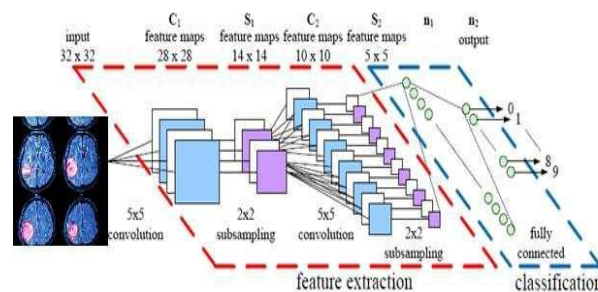 C₁ S₁ C₂ S₂ n₁ n₂
input feature maps feature maps feature maps feature maps output
32 x 32 28 x 28 14 x 14 10 x 10 5 x 5
0
1
8
9
5x5 convolution
2x2 subsampling
5x5 convolution
2x2 subsampling
fully connected
feature extraction
classification